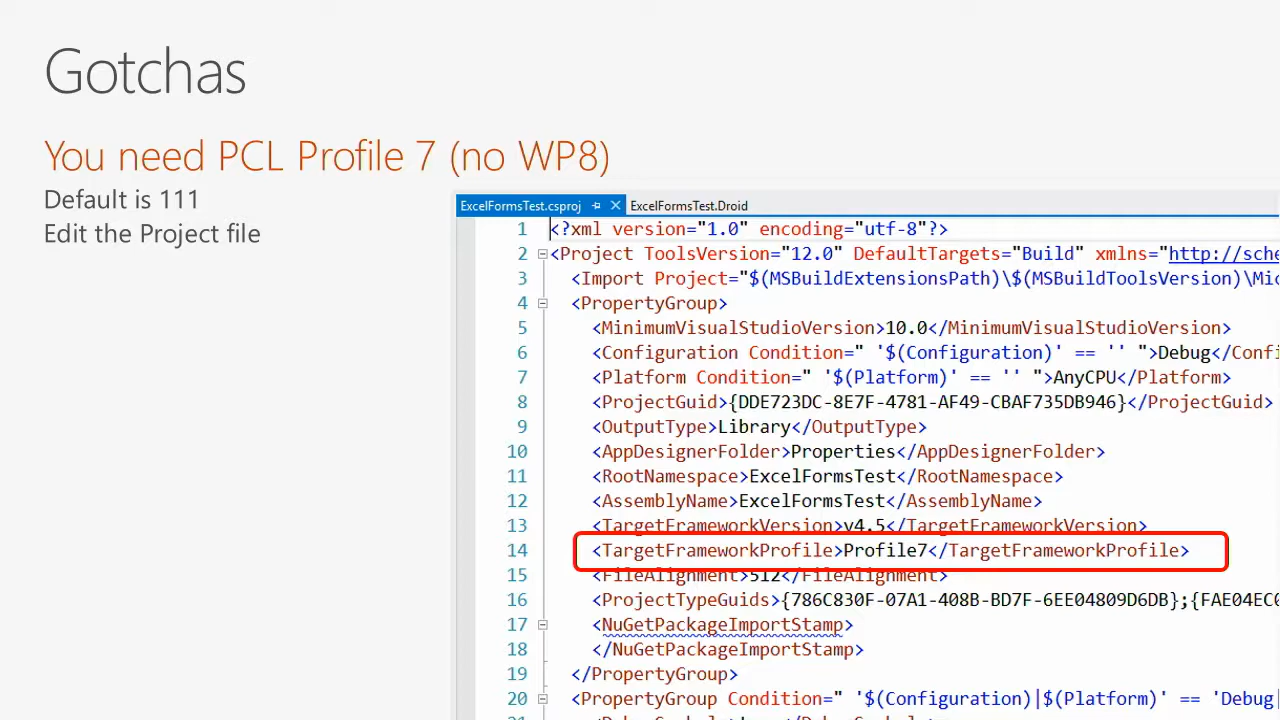 Gotchas
You need PCL Profile 7 (no WP8)
Default is 111
Edit the Project file
ExcelFormsTest.csproj ExcelFormsTest.Droid
1 <?xml version="1.0" encoding="utf-8"?>
2 <Project ToolsVersion="12.0" DefaultTargets="Build" xmlns="http://sche
3 <Import Project="$(MSBuildExtensionsPath)\$(MSBuildToolsVersion)\Mic
4 <PropertyGroup>
5 <MinimumVisualStudioVersion>10.0</MinimumVisualStudioVersion>
6 <Configuration Condition=" '$(Configuration)' == '' ">Debug</Confi
7 <Platform Condition=" '$(Platform)' == '' ">AnyCPU</Platform>
8 <ProjectGuid>{DDE723DC-8E7F-4781-AF49-CBAF735DB946}</ProjectGuid>
9 <OutputType>Library</OutputType>
10 <AppDesignerFolder>Properties</AppDesignerFolder>
11 <RootNamespace>ExcelFormsTest</RootNamespace>
12 <AssemblyName>ExcelFormsTest</AssemblyName>
13 <TargetFrameworkVersion>v4.5</TargetFrameworkVersion>
14 <TargetFrameworkProfile>Profile7</TargetFrameworkProfile>
15 <FileAlignment>512</FileAlignment>
16 <ProjectTypeGuids>{786C830F-07A1-408B-BD7F-6EE04809D6DB};{FAE04EC0
17 <NuGetPackageImportStamp>
18 </NuGetPackageImportStamp>
19 </PropertyGroup>
20 <PropertyGroup Condition=" '$(Configuration)|$(Platform)' == 'Debug|